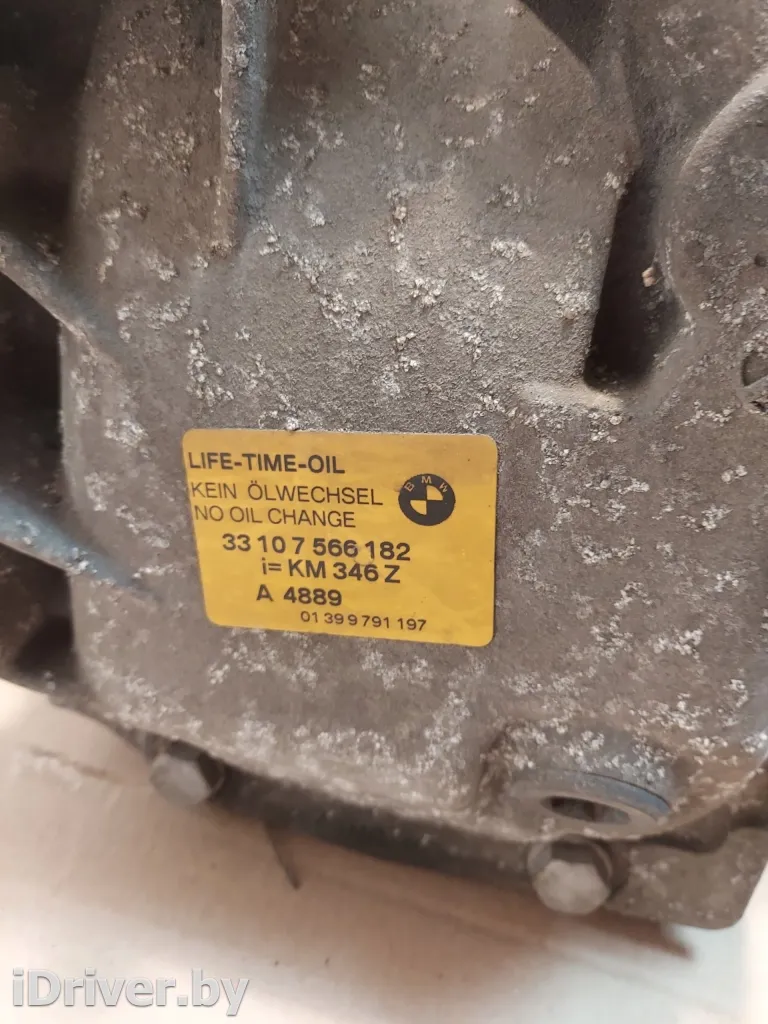 LIFE-TIME-OIL
KEIN ÖLWECHSEL
NO OIL CHANGE
BMW
33 10 7 566 182
i= KM 346 Z
A 4889
01 39 9 791 197
iDriver.by